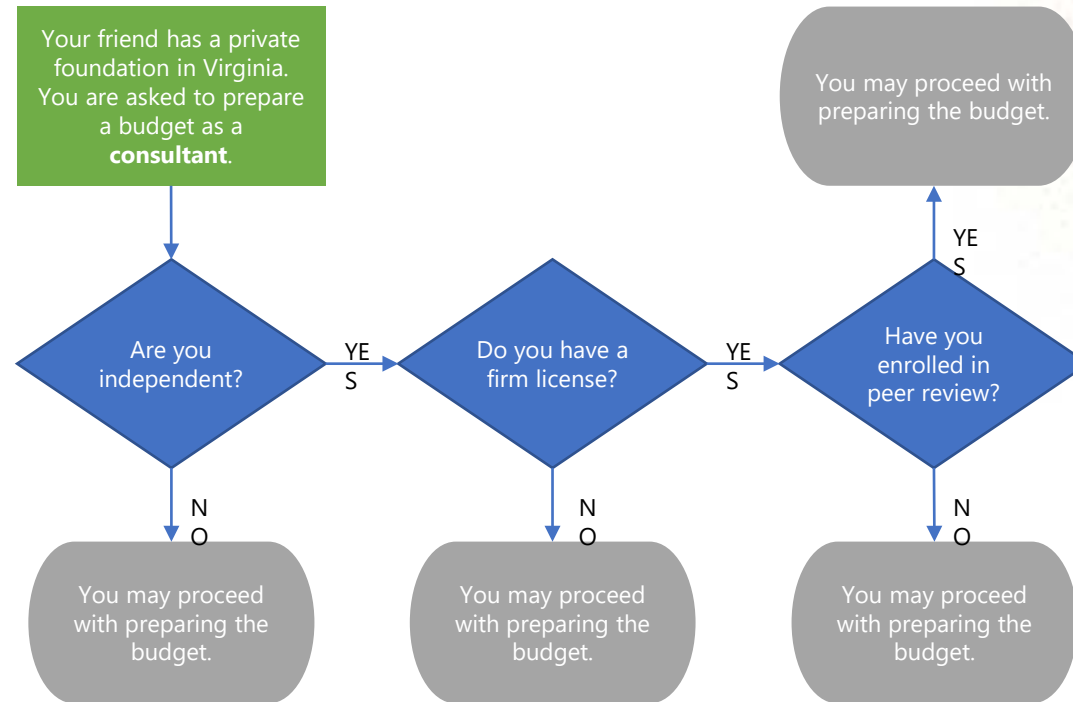 Your friend has a private
foundation in Virginia.
You are asked to prepare
a budget as a
consultant.
You may proceed with
preparing the budget.
Are you
independent?
YE
S
Do you have a
firm license?
YE
S
Have you
enrolled in
peer review?
YE
S
N
O
N
O
N
O
You may proceed
with preparing the
budget.
You may proceed
with preparing the
budget.
You may proceed
with preparing the
budget.